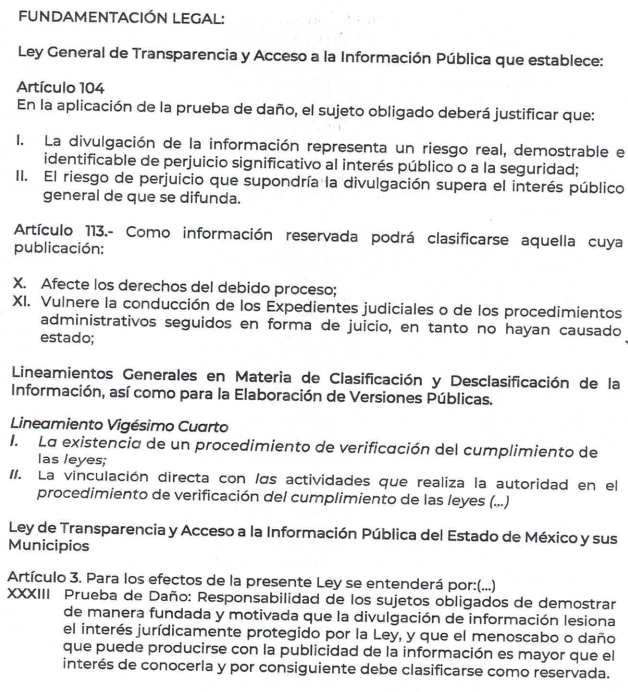 FUNDAMENTACIÓN LEGAL:
Ley General de Transparencia y Acceso a la Información Pública que establece:
Artículo 104
En la aplicación de la prueba de daño, el sujeto obligado deberá justificar que:
I. La divulgación de la información representa un riesgo real, demostrable e
identificable de perjuicio significativo al interés público o a la seguridad;
II. El riesgo de perjuicio que supondría la divulgación supera el interés público
general de que se difunda.
Artículo 113.- Como información reservada podrá clasificarse aquella cuya
publicación:
X. Afecte los derechos del debido proceso;
XI. Vulnere la conducción de los Expedientes judiciales o de los procedimientos
administrativos seguidos en forma de juicio, en tanto no hayan causado
estado;
Lineamientos Generales en Materia de Clasificación y Desclasificación de la
Información, así como para la Elaboración de Versiones Públicas.
Lineamiento Vigésimo Cuarto
I. La existencia de un procedimiento de verificación del cumplimiento de
las leyes;
II. La vinculación directa con las actividades que realiza la autoridad en el
procedimiento de verificación del cumplimiento de las leyes (...)
Ley de Transparencia y Acceso a la Información Pública del Estado de México y sus
Municipios
Artículo 3. Para los efectos de la presente Ley se entenderá por:(...)
XXXIII Prueba de Daño: Responsabilidad de los sujetos obligados de demostrar
de manera fundada y motivada que la divulgación de información lesiona
el interés jurídicamente protegido por la Ley, y que el menoscabo o daño
que puede producirse con la publicidad de la información es mayor que el
interés de conocerla y por consiguiente debe clasificarse como reservada.